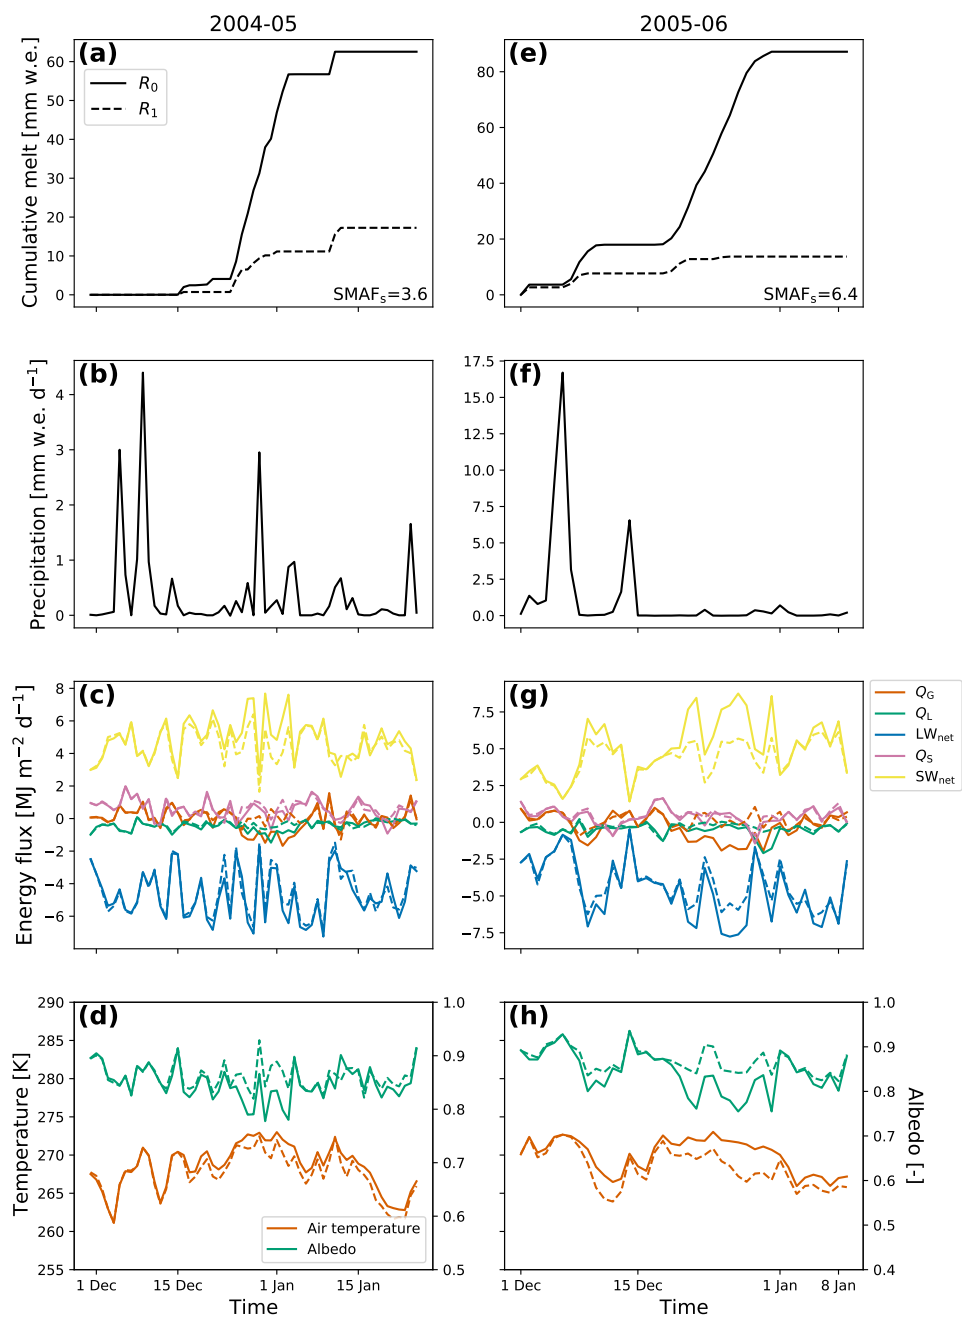 2004-05
2005-06
(a)
(e)
Cumulative melt [mm w.e.]
60
50
40
30
20
10
0
R0
R1
SMAFs=3.6
80
60
40
20
0
SMAFs=6.4
(b)
(f)
Precipitation [mm w.e. d−1]
4
3
2
1
0
17.5
15.0
12.5
10.0
7.5
5.0
2.5
0.0
(c)
(g)
Energy flux [MJ m−2 d−1]
8
6
4
2
0
−2
−4
−6
7.5
5.0
2.5
0.0
−2.5
−5.0
−7.5
QG
QL
LWnet
QS
SWnet
(d)
(h)
Temperature [K]
290
285
280
275
270
265
260
255
1.0
0.9
0.8
0.7
0.6
0.5
Air temperature
Albedo
1.0
0.9
0.8
0.7
0.6
0.5
0.4
Albedo [-]
1 Dec 15 Dec 1 Jan 15 Jan
1 Dec 15 Dec 1 Jan 8 Jan
Time
Time